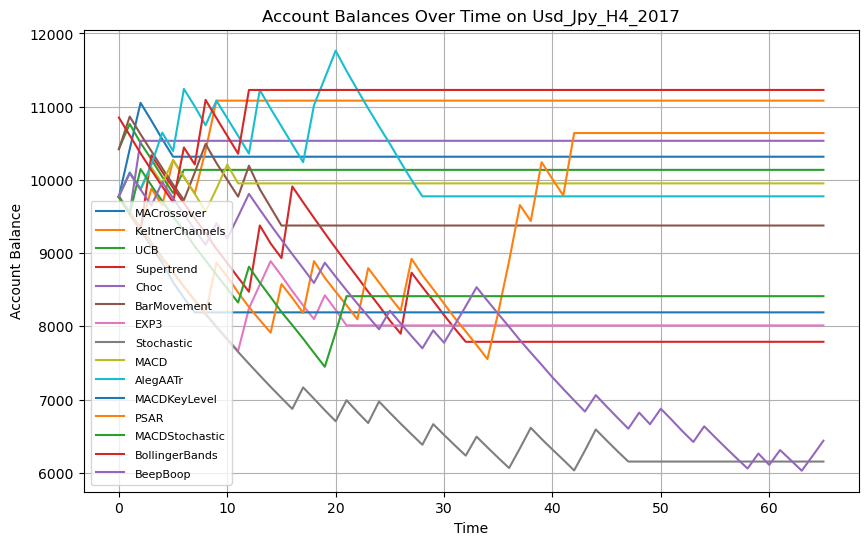 Account Balances Over Time on Usd_Jpy_H4_2017
12000
11000
10000
9000
8000
7000
6000
Account Balance
MACrossover
KeltnerChannels
UCB
Supertrend
Choc
BarMovement
EXP3
Stochastic
MACD
AlegAATr
MACDKeyLevel
PSAR
MACDStochastic
BollingerBands
BeepBoop
0 10 20 30 40 50 60
Time